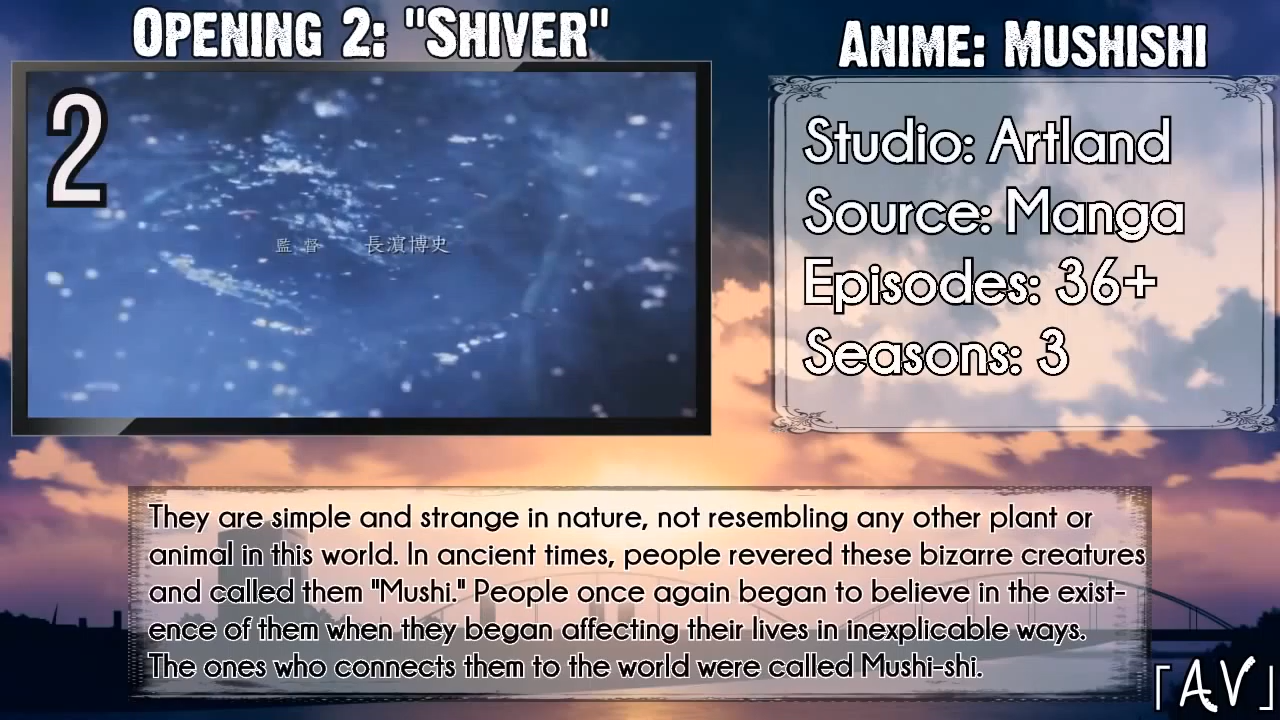 OPENING 2: "SHIVER"
ANIME: MUSHISHI
2
監督 長濵博史
Studio: Artland
Source: Manga
Episodes: 36+
Seasons: 3
They are simple and strange in nature, not resembling any other plant or
animal in this world. In ancient times, people revered these bizarre creatures
and called them "Mushi." People once again began to believe in the exist-
ence of them when they began affecting their lives in inexplicable ways.
The ones who connects them to the world were called Mushi-shi.
「AV」